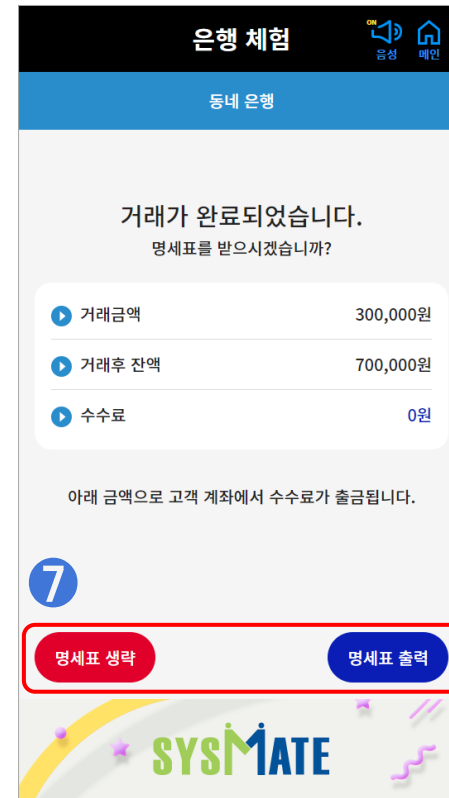 은행 체험
ON
음성
메인
동네 은행
거래가 완료되었습니다.
명세표를 받으시겠습니까?
거래금액 300,000원
거래후 잔액 700,000원
수수료 0원
아래 금액으로 고객 계좌에서 수수료가 출금됩니다.
7
명세표 생략 명세표 출력
SYSMATE